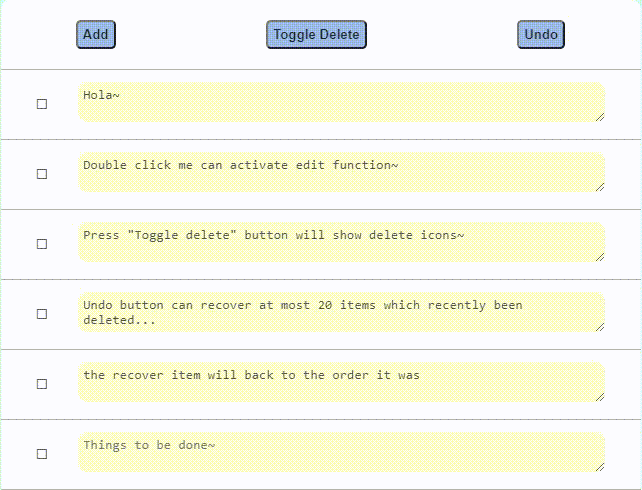 Add Toggle Delete Undo
Hola~
Double click me can activate edit function~
Press "Toggle delete" button will show delete icons~
Undo button can recover at most 20 items which recently been
deleted...
the recover item will back to the order it was
Things to be done~